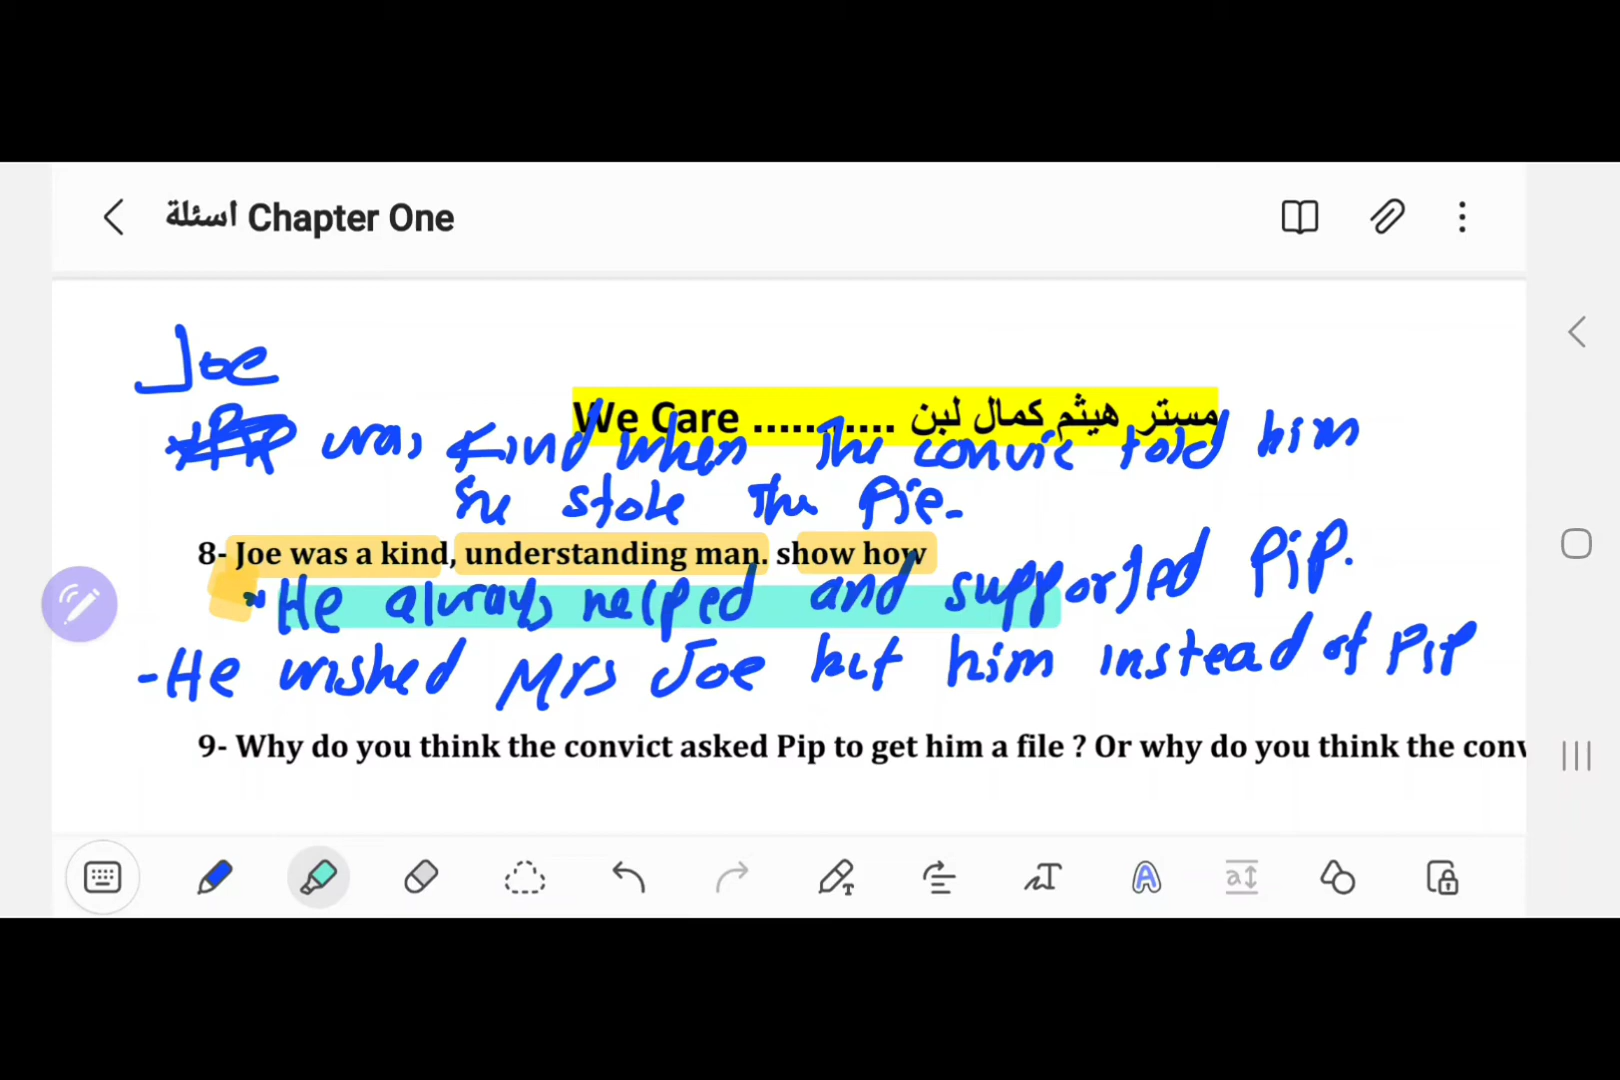 اسئلة Chapter One
Joe
We Care ........... مستر هيثم كمال لبن
was kind when the convic told him
he stole the Pie.
8- Joe was a kind, understanding man. show how
He always helped and supported Pip.
-He wished Mrs Joe hit him instead of Pip
9- Why do you think the convict asked Pip to get him a file ? Or why do you think the conv